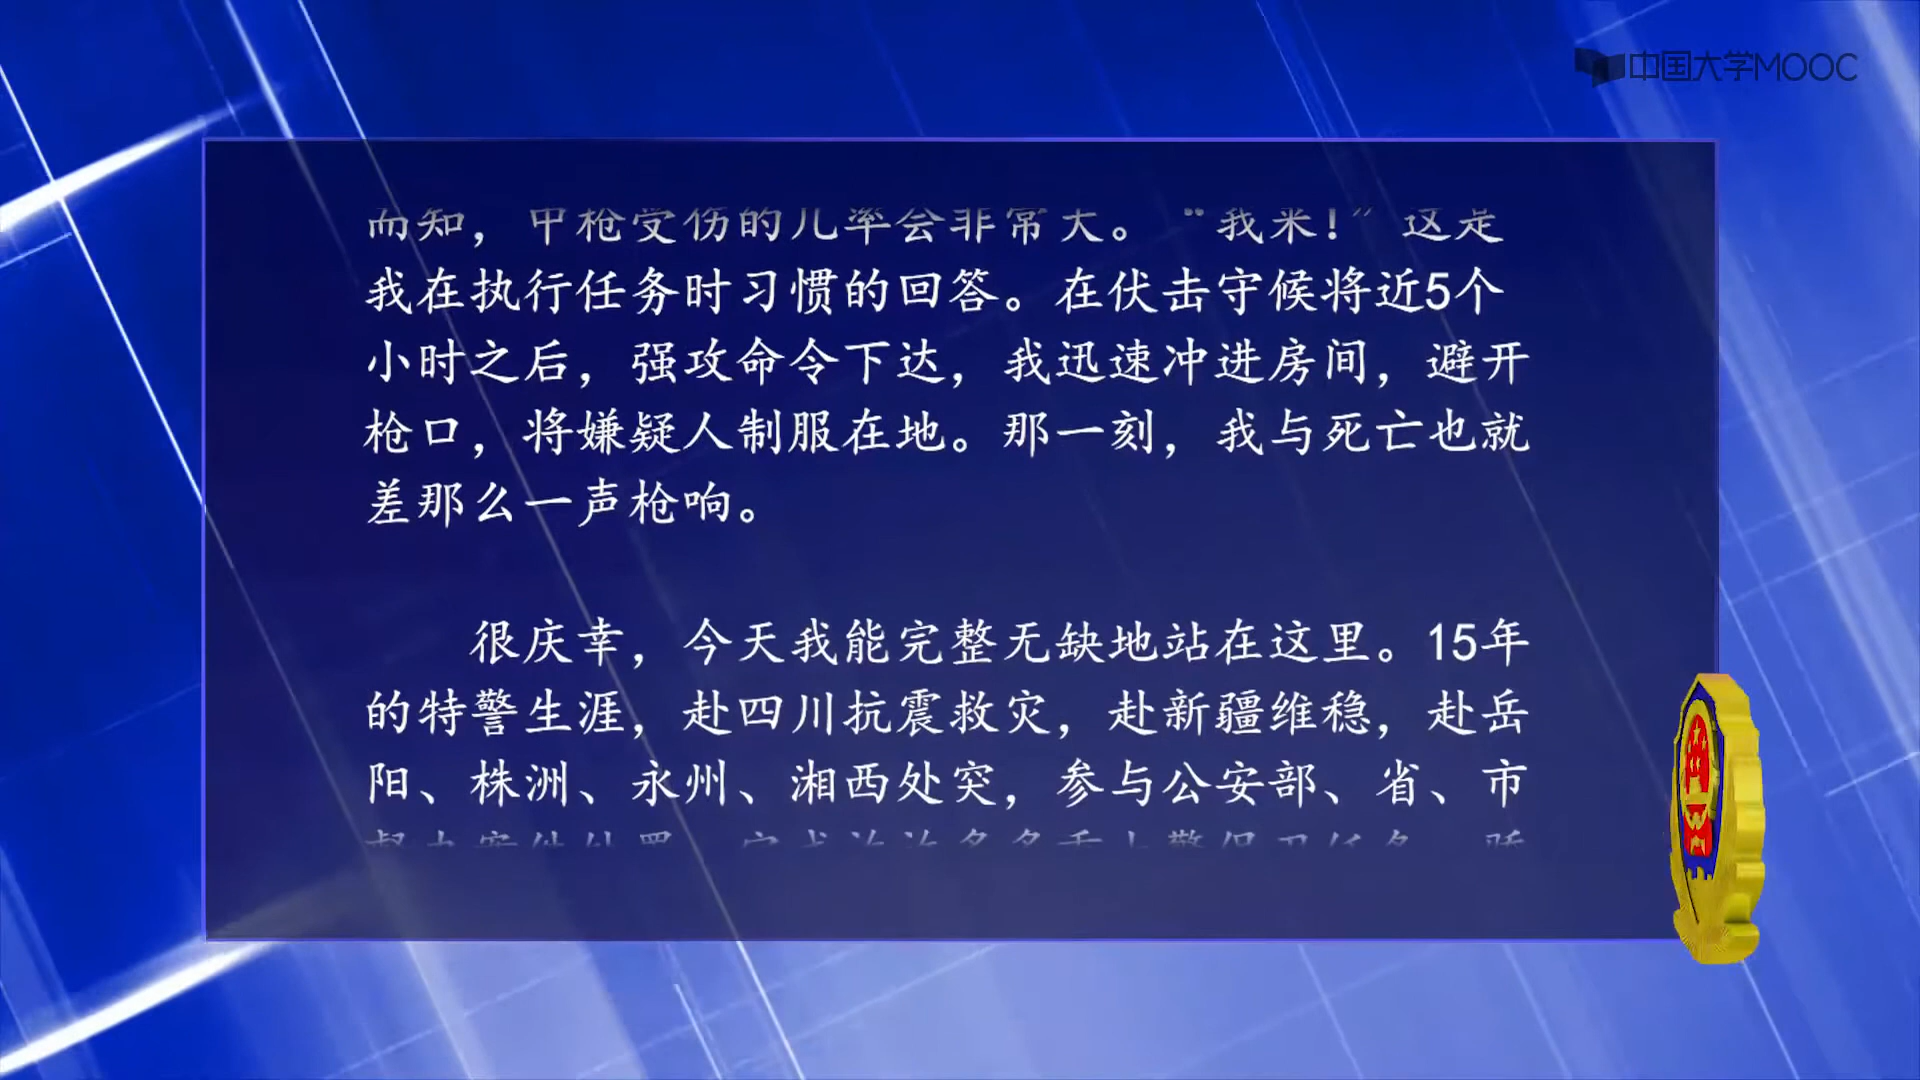 中国大学MOOC
而知，中枪受伤的几率会非常大。“我来！”这是
我在执行任务时习惯的回答。在伏击守候将近5个
小时之后，强攻命令下达，我迅速冲进房间，避开
枪口，将嫌疑人制服在地。那一刻，我与死亡也就
差那么一声枪响。
很庆幸，今天我能完整无缺地站在这里。15年
的特警生涯，赴四川抗震救灾，赴新疆维稳，赴岳
阳、株洲、永州、湘西处突，参与公安部、省、市